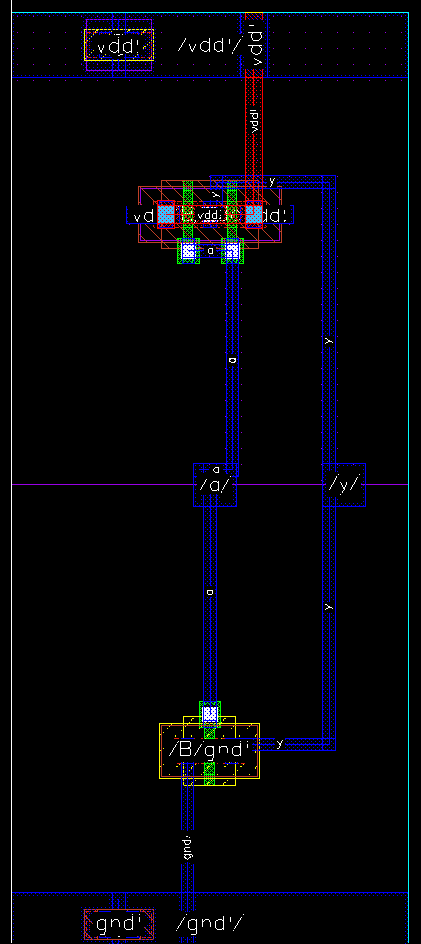 vdd! /vdd!/ vdd!
vdd!
y
y
vd vdd! dd!
a
a y
a
/a/ /y/
a y
/B/gnd! y
gnd!
gnd! /gnd!/